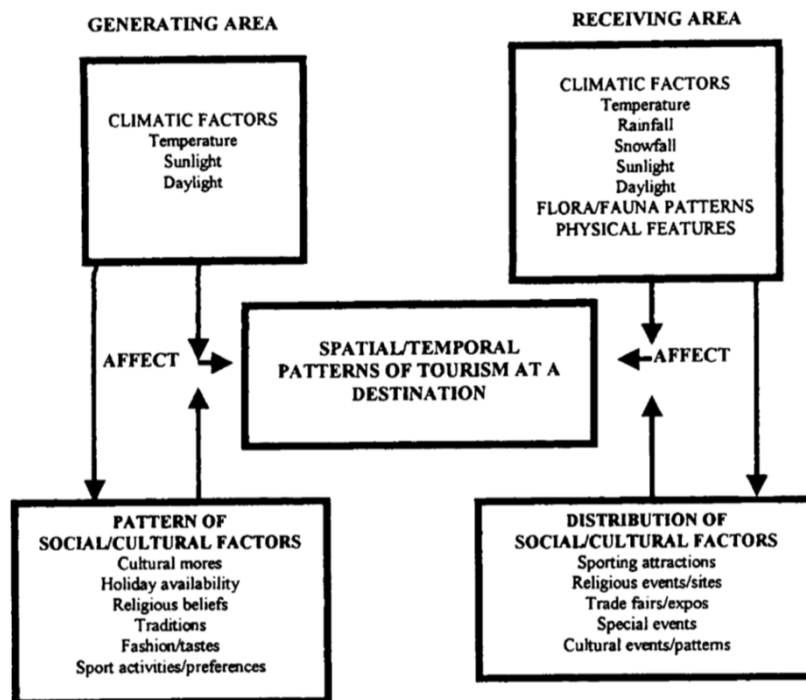 GENERATING AREA
CLIMATIC FACTORS
Temperature
Sunlight
Daylight
RECEIVING AREA
CLIMATIC FACTORS
Temperature
Rainfall
Snowfall
Sunlight
Daylight
FLORA/FAUNA PATTERNS
PHYSICAL FEATURES
AFFECT
SPATIAL/TEMPORAL
PATTERNS OF TOURISM AT A
DESTINATION
AFFECT
PATTERN OF
SOCIAL/CULTURAL FACTORS
Cultural mores
Holiday availability
Religious beliefs
Traditions
Fashion/tastes
Sport activities/preferences
DISTRIBUTION OF
SOCIAL/CULTURAL FACTORS
Sporting attractions
Religious events/sites
Trade fairs/expos
Special events
Cultural events/patterns